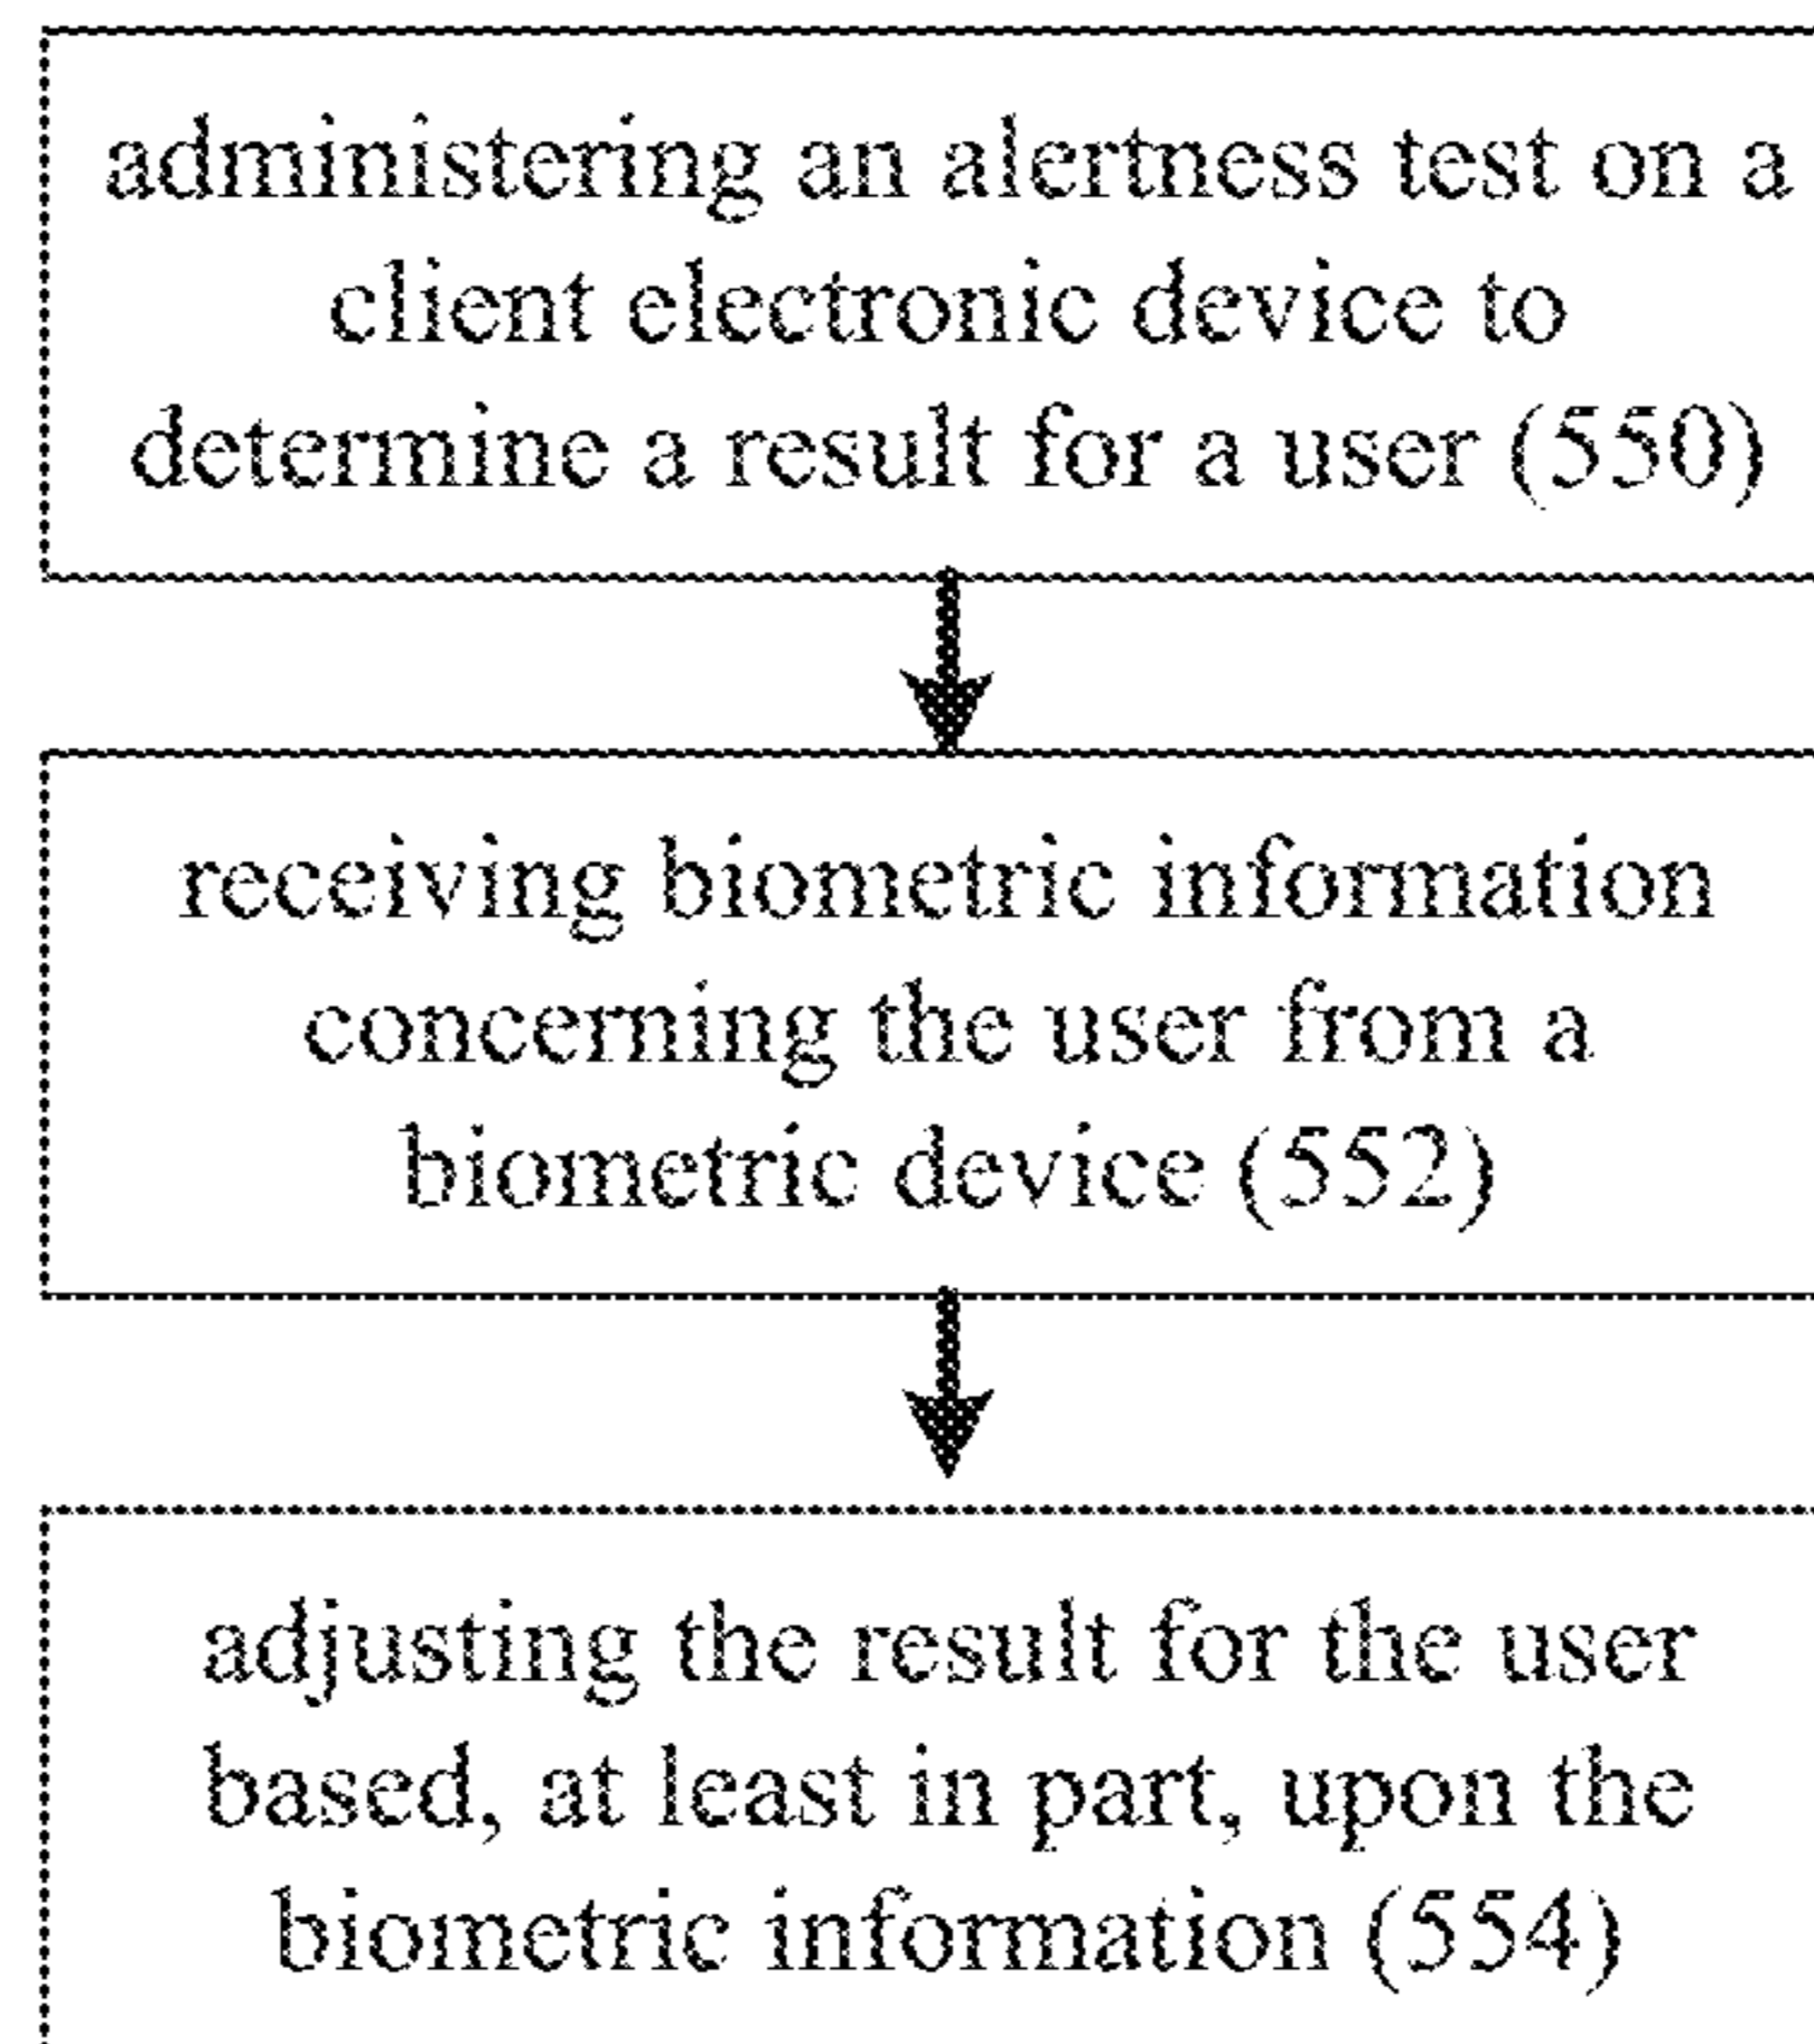 administering an alertness test on a
client electronic device to
determine a result for a user (550)
receiving biometric information
concerning the user from a
biometric device (552)
adjusting the result for the user
based, at least in part, upon the
biometric information (554)